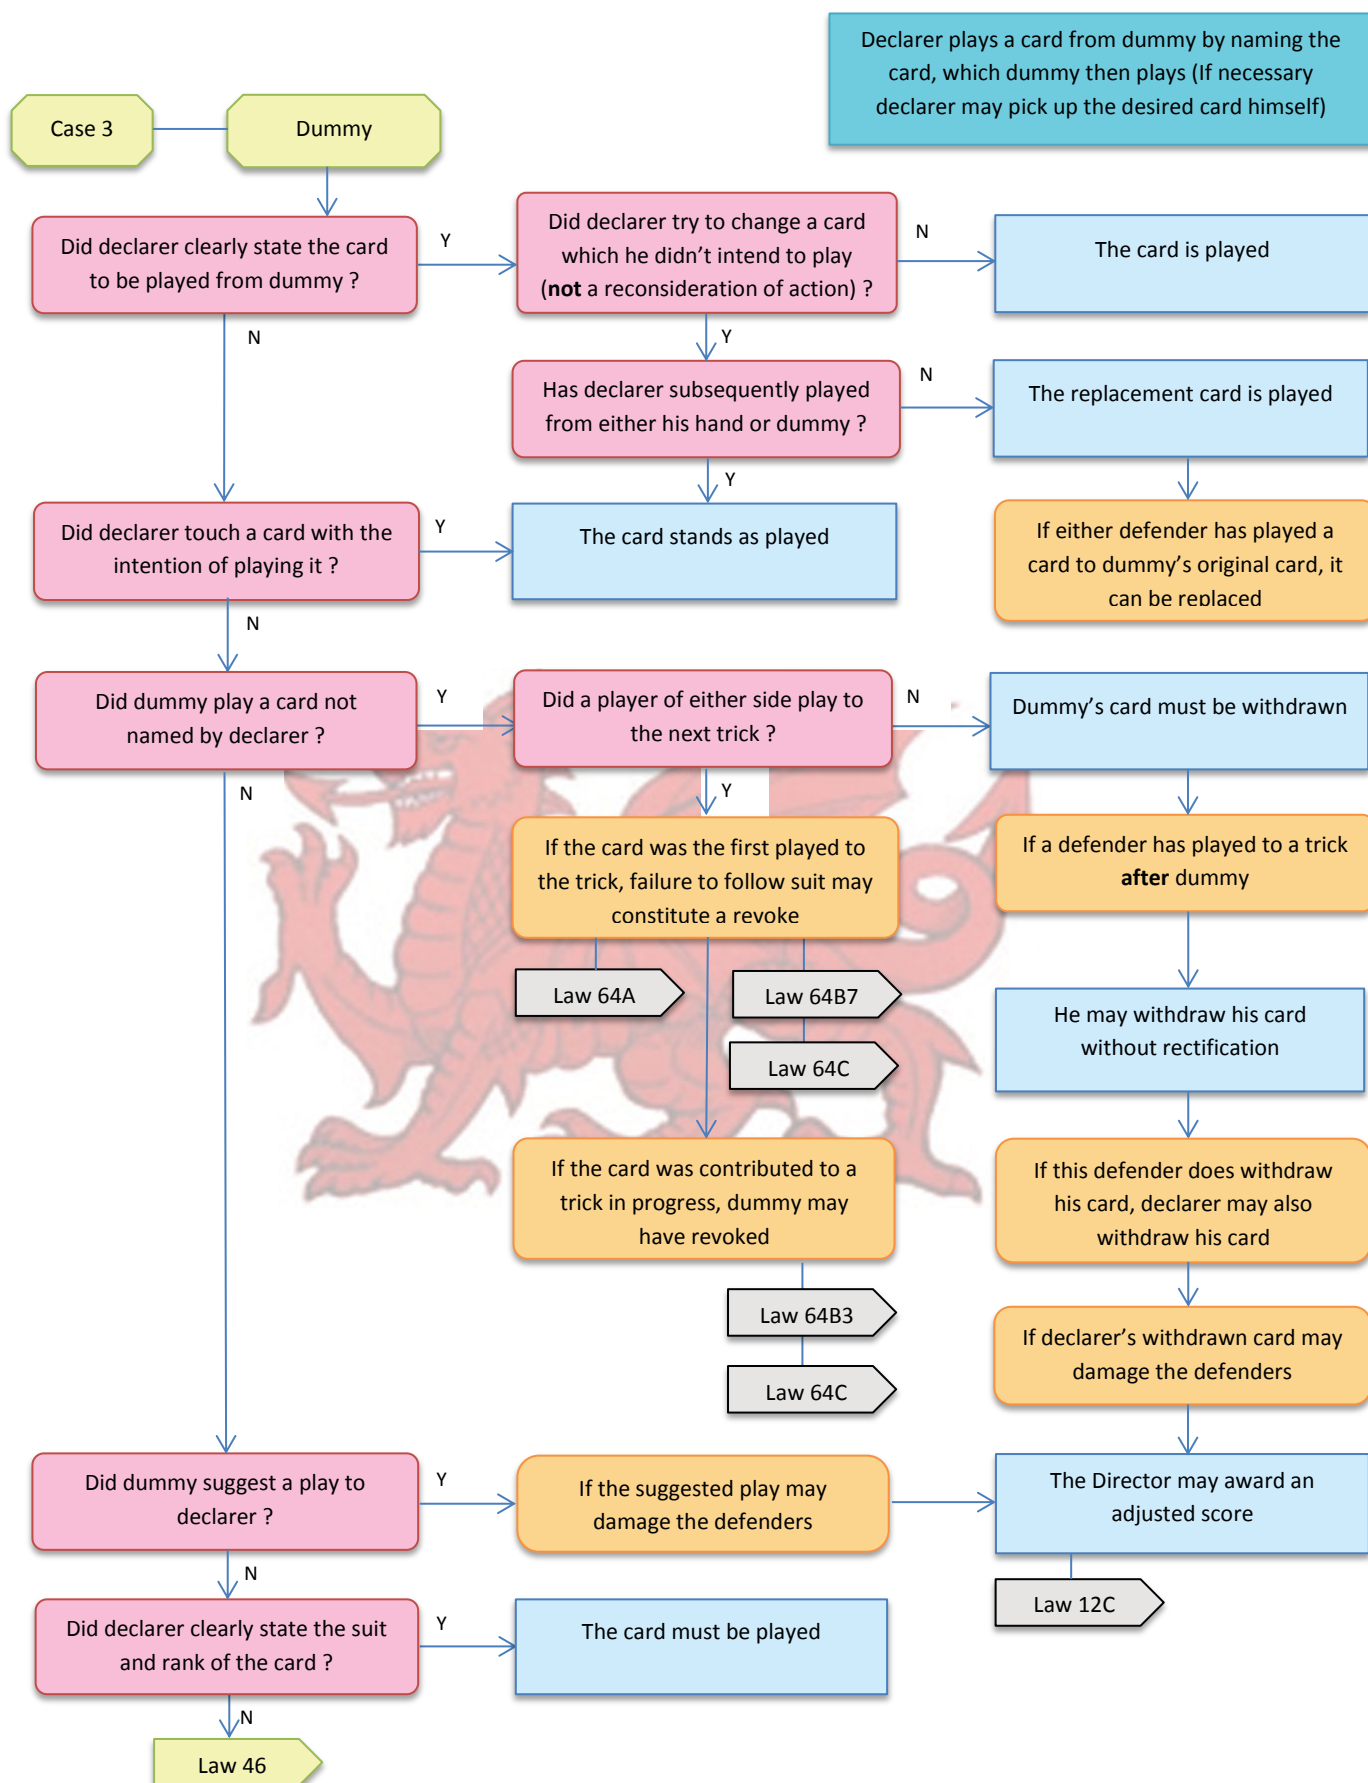 Declarer plays a card from dummy by naming the
card, which dummy then plays (If necessary
declarer may pick up the desired card himself)
Case 3
Dummy
Did declarer clearly state the card
to be played from dummy ?
Y
Did declarer try to change a card
which he didn’t intend to play
(not a reconsideration of action) ?
N
The card is played
N
Y
Has declarer subsequently played
from either his hand or dummy ?
N
The replacement card is played
Y
Did declarer touch a card with the
intention of playing it ?
Y
The card stands as played
If either defender has played a
card to dummy’s original card, it
can be replaced
N
Did dummy play a card not
named by declarer ?
Y
Did a player of either side play to
the next trick ?
N
Dummy’s card must be withdrawn
N
Y
If the card was the first played to
the trick, failure to follow suit may
constitute a revoke
If a defender has played to a trick
after dummy
Law 64A
Law 64B7
Law 64C
He may withdraw his card
without rectification
If the card was contributed to a
trick in progress, dummy may
have revoked
If this defender does withdraw
his card, declarer may also
withdraw his card
Law 64B3
Law 64C
If declarer’s withdrawn card may
damage the defenders
Did dummy suggest a play to
declarer ?
Y
If the suggested play may
damage the defenders
The Director may award an
adjusted score
N
Law 12C
Did declarer clearly state the suit
and rank of the card ?
Y
The card must be played
N
Law 46